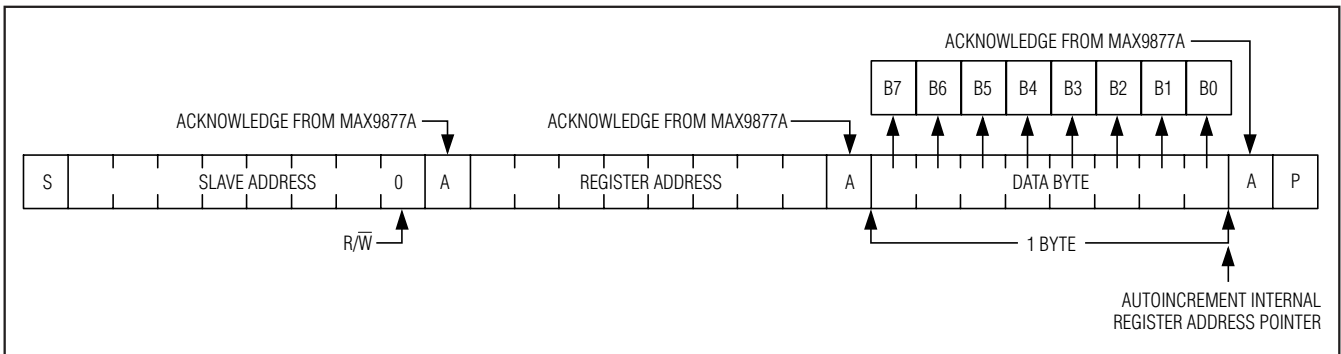 ACKNOWLEDGE FROM MAX9877A
B7 B6 B5 B4 B3 B2 B1 B0
ACKNOWLEDGE FROM MAX9877A
ACKNOWLEDGE FROM MAX9877A
S SLAVE ADDRESS 0 A REGISTER ADDRESS A DATA BYTE A P
R/W̅
1 BYTE
AUTOINCREMENT INTERNAL
REGISTER ADDRESS POINTER